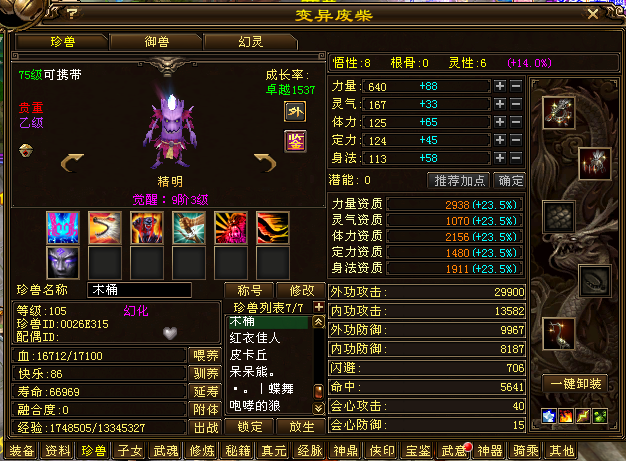 变异废柴
珍兽 御兽 幻灵
75级可携带
成长率:
卓越1537
贵重
乙级
外
鉴
精明
觉醒：9阶3级
珍兽名称 木桶 称号 修改
等级:105 幻化
珍兽ID:0026E315
配偶ID:
珍兽列表7/7
木桶
红衣佳人
皮卡丘
呆呆熊。
•。|蝶舞
咆哮的狼
血:16712/17100 喂养
快乐:86 驯养
寿命:66969 延寿
融合度:0 附体
经验:1748505/13345327 出战
锁定 放生
悟性:8 根骨:0 灵性:6 (+14.0%)
力量: 640 +88
灵气: 167 +33
体力: 125 +65
定力: 124 +45
身法: 113 +58
潜能: 0 推荐加点 确定
力量资质 2938(+23.5%)
灵气资质 1070(+23.5%)
体力资质 2156(+23.5%)
定力资质 1480(+23.5%)
身法资质 1911(+23.5%)
外功攻击: 29900
内功攻击: 13582
外功防御: 9967
内功防御: 8187
闪避: 706
命中: 5641
会心攻击: 40
会心防御: 15
一键卸装
装备 资料 珍兽 子女 武魂 修炼 秘籍 真元 经脉 神鼎 侠印 宝鉴 武意 神器 骑乘 其他